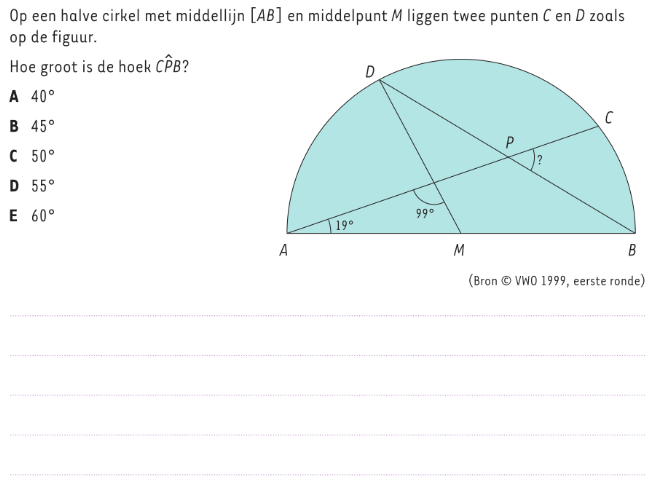 Op een halve cirkel met middellijn [AB] en middelpunt M liggen twee punten C en D zoals
op de figuur.
Hoe groot is de hoek CP̂B?
A 40°
B 45°
C 50°
D 55°
E 60°
D
C
P
?
99°
19°
A
M
B
(Bron © VWO 1999, eerste ronde)